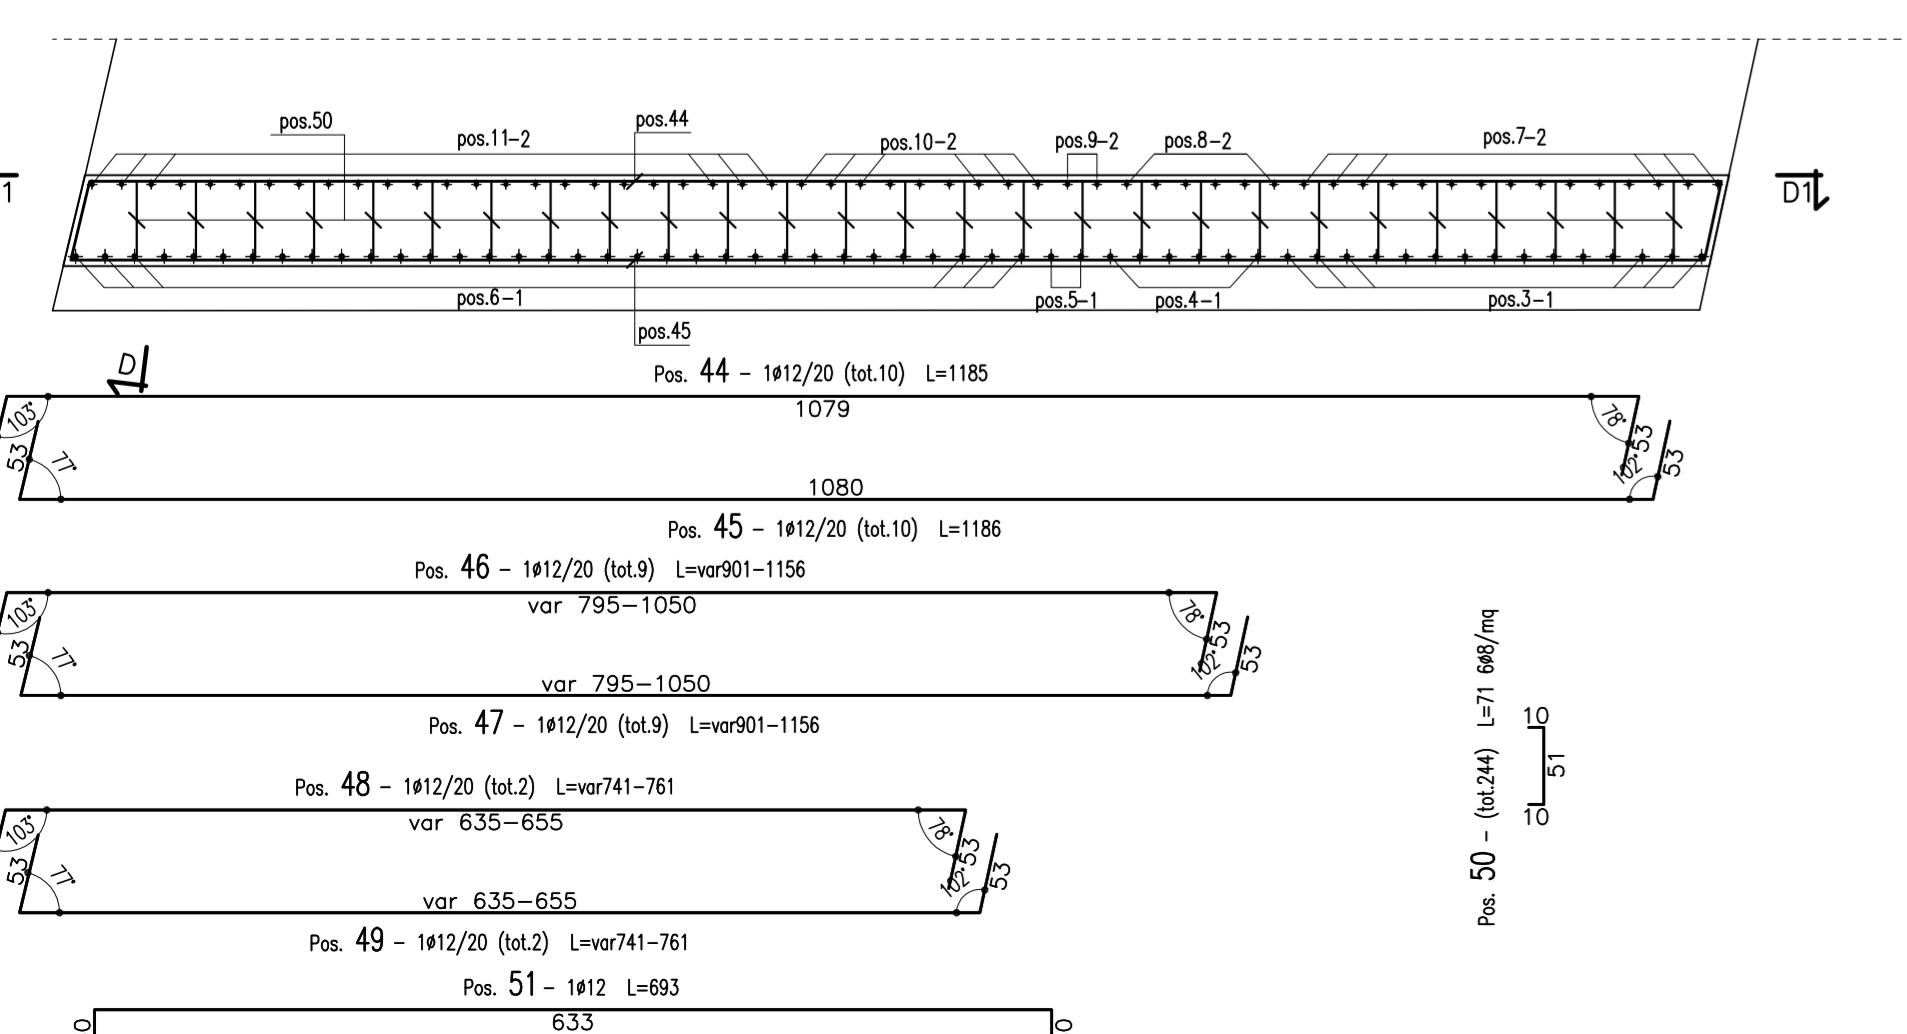 pos.50
pos.11-2
pos.44
pos.10-2
pos.9-2
pos.8-2
pos.7-2
1
D1
pos.6-1
pos.5-1
pos.4-1
pos.3-1
pos.45
D
Pos. 44 - 1ø12/20 (tot.10) L=1185
103°
1079
78°
53
77°
53
102°
53
1080
Pos. 45 - 1ø12/20 (tot.10) L=1186
Pos. 46 - 1ø12/20 (tot.9) L=var901-1156
103°
var 795-1050
78°
53
77°
53
102°
53
var 795-1050
Pos. 47 - 1ø12/20 (tot.9) L=var901-1156
Pos. 48 - 1ø12/20 (tot.2) L=var741-761
103°
var 635-655
78°
53
77°
53
102°
53
var 635-655
Pos. 49 - 1ø12/20 (tot.2) L=var741-761
Pos. 50 - (tot.244) L=71 6ø8/mq
10
51
10
Pos. 51 - 1ø12 L=693
633
0
0